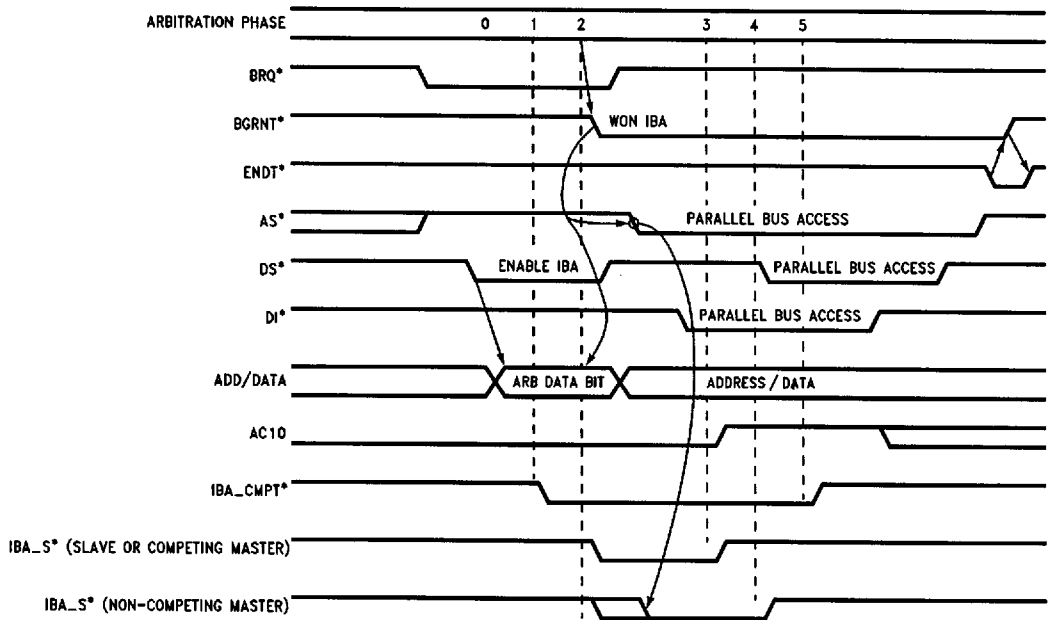 ARBITRATION PHASE 0 1 2 3 4 5
BRQ*
BGRNT* WON IBA
ENDT*
AS* PARALLEL BUS ACCESS
DS* ENABLE IBA PARALLEL BUS ACCESS
DI* PARALLEL BUS ACCESS
ADD/DATA ARB DATA BIT ADDRESS/DATA
AC10
IBA_CMPT*
IBA_S* (SLAVE OR COMPETING MASTER)
IBA_S* (NON-COMPETING MASTER)